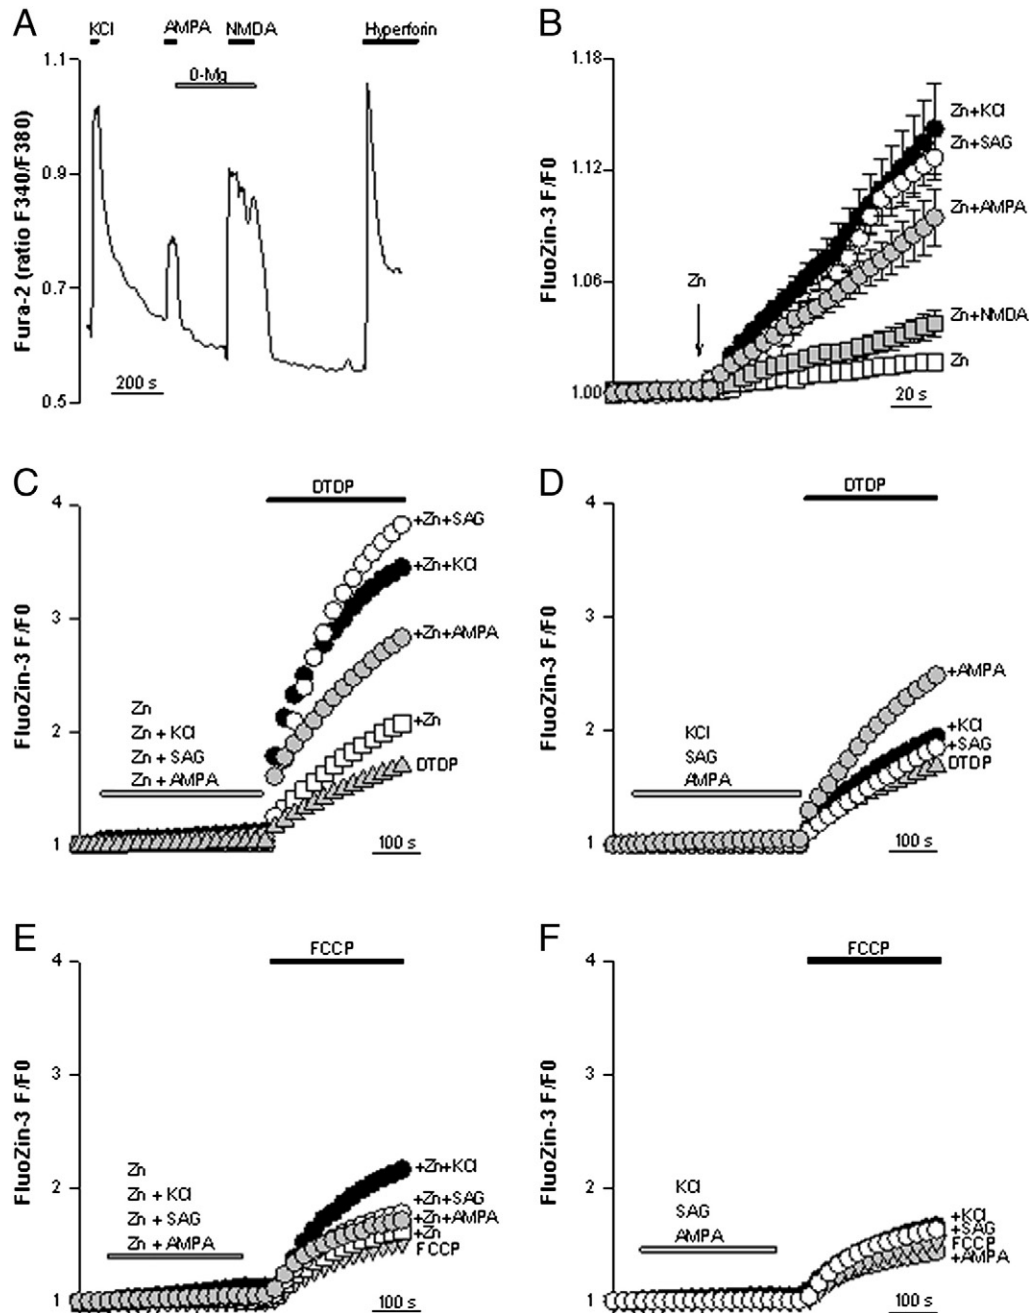 A
KCl AMPA NMDA Hyperforin
0-Mg
Fura-2 (ratio F340/F380)
1.1
0.9
0.7
0.5
200 s
B
FluoZin-3 F/F0
1.18
1.12
1.06
1.00
Zn
Zn+KCl
Zn+SAG
Zn+AMPA
Zn+NMDA
Zn
20 s
C
DTDP
FluoZin-3 F/F0
4
3
2
1
+Zn+SAG
+Zn+KCl
+Zn+AMPA
+Zn
DTDP
Zn
Zn + KCl
Zn + SAG
Zn + AMPA
100 s
D
DTDP
FluoZin-3 F/F0
4
3
2
1
+AMPA
+KCl
+SAG
DTDP
KCl
SAG
AMPA
100 s
E
FCCP
FluoZin-3 F/F0
4
3
2
1
Zn
Zn + KCl
Zn + SAG
Zn + AMPA
+Zn+KCl
+Zn+SAG
+Zn+AMPA
+Zn
FCCP
100 s
F
FCCP
FluoZin-3 F/F0
4
3
2
1
KCl
SAG
AMPA
+KCl
+SAG
FCCP
+AMPA
100 s